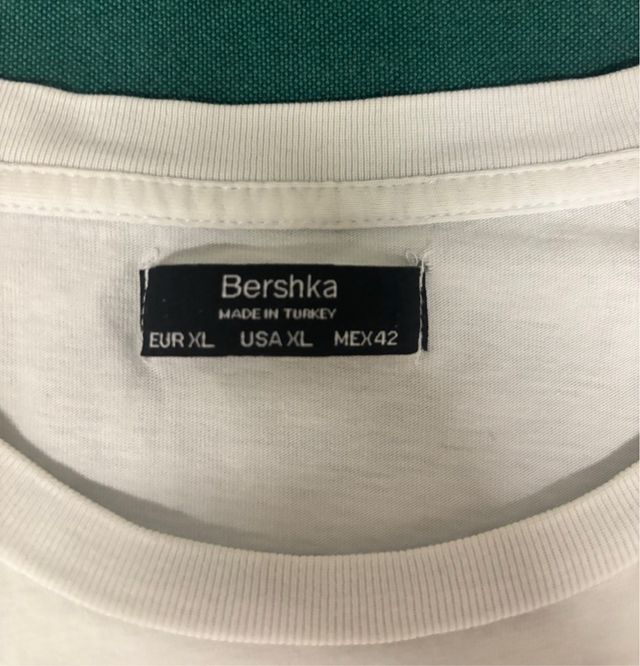 Bershka
MADE IN TURKEY
EUR XL USA XL MEX 42